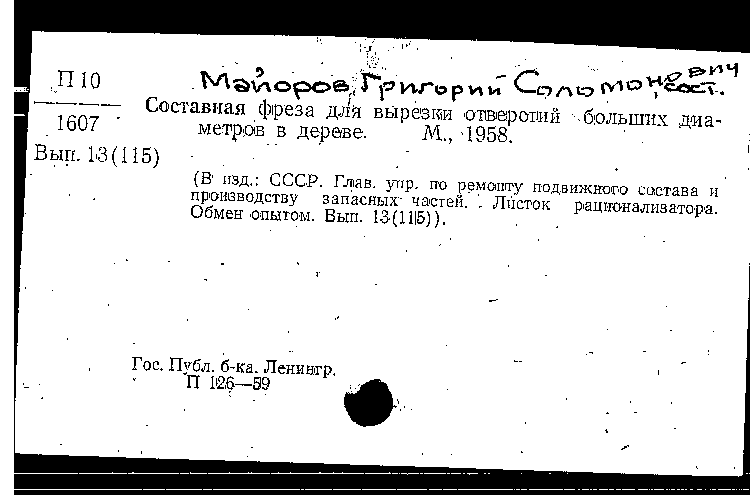 П 10
1607
Вып. 13(115)
Майоров, Григорий Соломонович, сост.
Составная фреза для вырезки отверстий больших диа-
метров в дереве. М., 1958.
(В изд.: СССР. Глав. упр. по ремонту подвижного состава и
производству запасных частей. Листок рационализатора.
Обмен опытом. Вып. 13(115)).
Гос. Публ. б-ка. Ленингр.
П 126—59